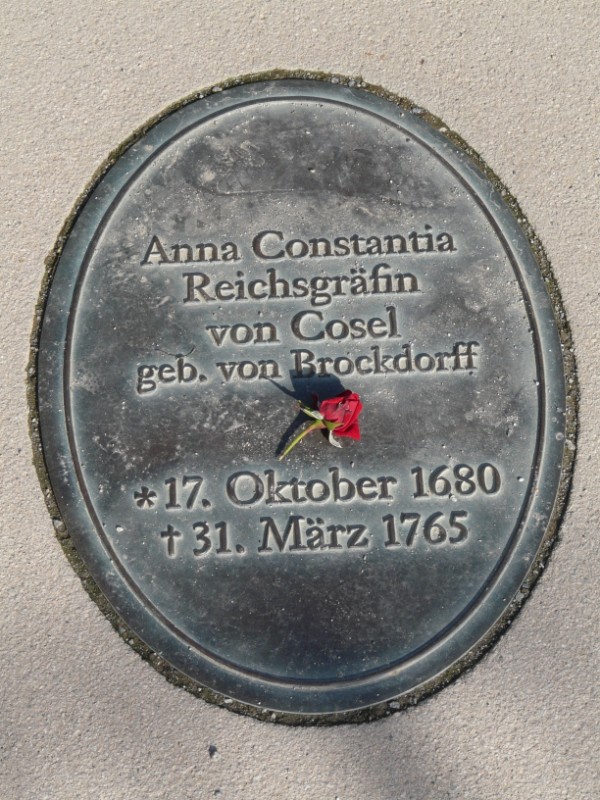 Anna Constantia
Reichsgräfin
von Cosel
geb. von Brockdorff
* 17. Oktober 1680
† 31. März 1765